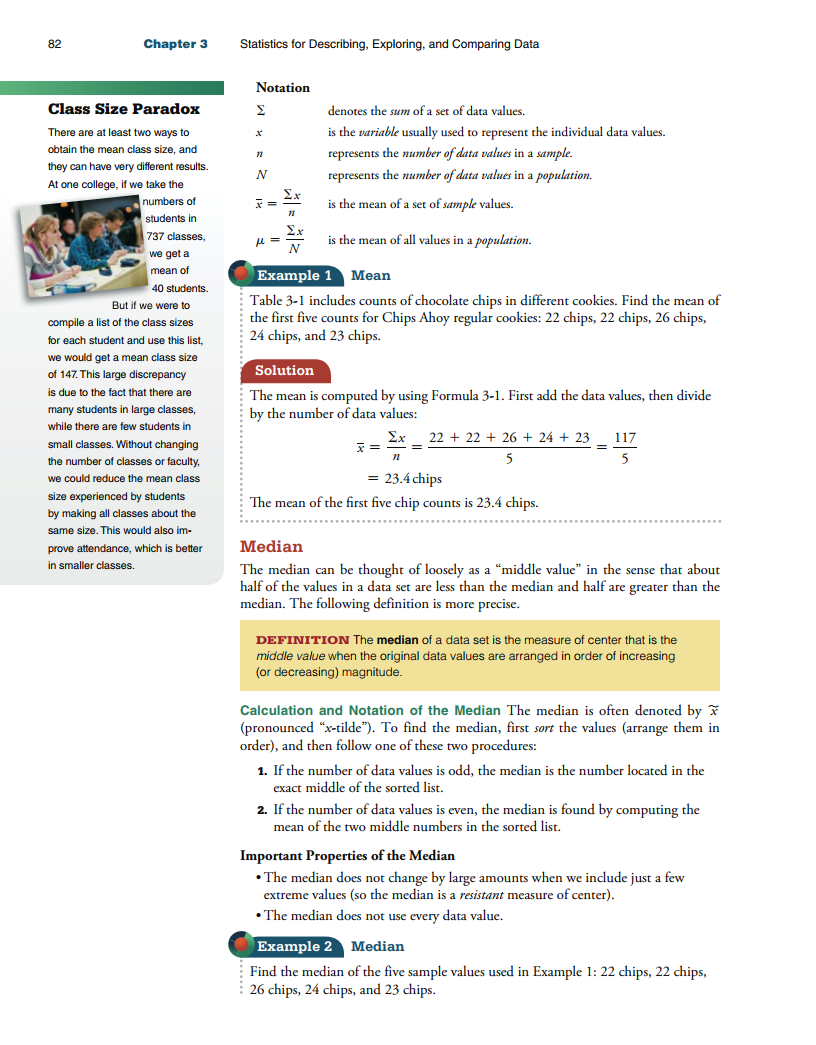 82 Chapter 3 Statistics for Describing, Exploring, and Comparing Data
Class Size Paradox
There are at least two ways to
obtain the mean class size, and
they can have very different results.
At one college, if we take the
numbers of
students in
737 classes,
we get a
mean of
40 students.
But if we were to
compile a list of the class sizes
for each student and use this list,
we would get a mean class size
of 147. This large discrepancy
is due to the fact that there are
many students in large classes,
while there are few students in
small classes. Without changing
the number of classes or faculty,
we could reduce the mean class
size experienced by students
by making all classes about the
same size. This would also im-
prove attendance, which is better
in smaller classes.
Notation
Σ denotes the sum of a set of data values.
x is the variable usually used to represent the individual data values.
n represents the number of data values in a sample.
N represents the number of data values in a population.
x̄ = Σx / n is the mean of a set of sample values.
μ = Σx / N is the mean of all values in a population.
Example 1 Mean
Table 3-1 includes counts of chocolate chips in different cookies. Find the mean of
the first five counts for Chips Ahoy regular cookies: 22 chips, 22 chips, 26 chips,
24 chips, and 23 chips.
Solution
The mean is computed by using Formula 3-1. First add the data values, then divide
by the number of data values:
x̄ = Σx / n = 22 + 22 + 26 + 24 + 23 / 5 = 117 / 5
= 23.4 chips
The mean of the first five chip counts is 23.4 chips.
Median
The median can be thought of loosely as a “middle value” in the sense that about
half of the values in a data set are less than the median and half are greater than the
median. The following definition is more precise.
DEFINITION The median of a data set is the measure of center that is the
middle value when the original data values are arranged in order of increasing
(or decreasing) magnitude.
Calculation and Notation of the Median The median is often denoted by x̃
(pronounced “x-tilde”). To find the median, first sort the values (arrange them in
order), and then follow one of these two procedures:
1. If the number of data values is odd, the median is the number located in the
exact middle of the sorted list.
2. If the number of data values is even, the median is found by computing the
mean of the two middle numbers in the sorted list.
Important Properties of the Median
• The median does not change by large amounts when we include just a few
extreme values (so the median is a resistant measure of center).
• The median does not use every data value.
Example 2 Median
Find the median of the five sample values used in Example 1: 22 chips, 22 chips,
26 chips, 24 chips, and 23 chips.